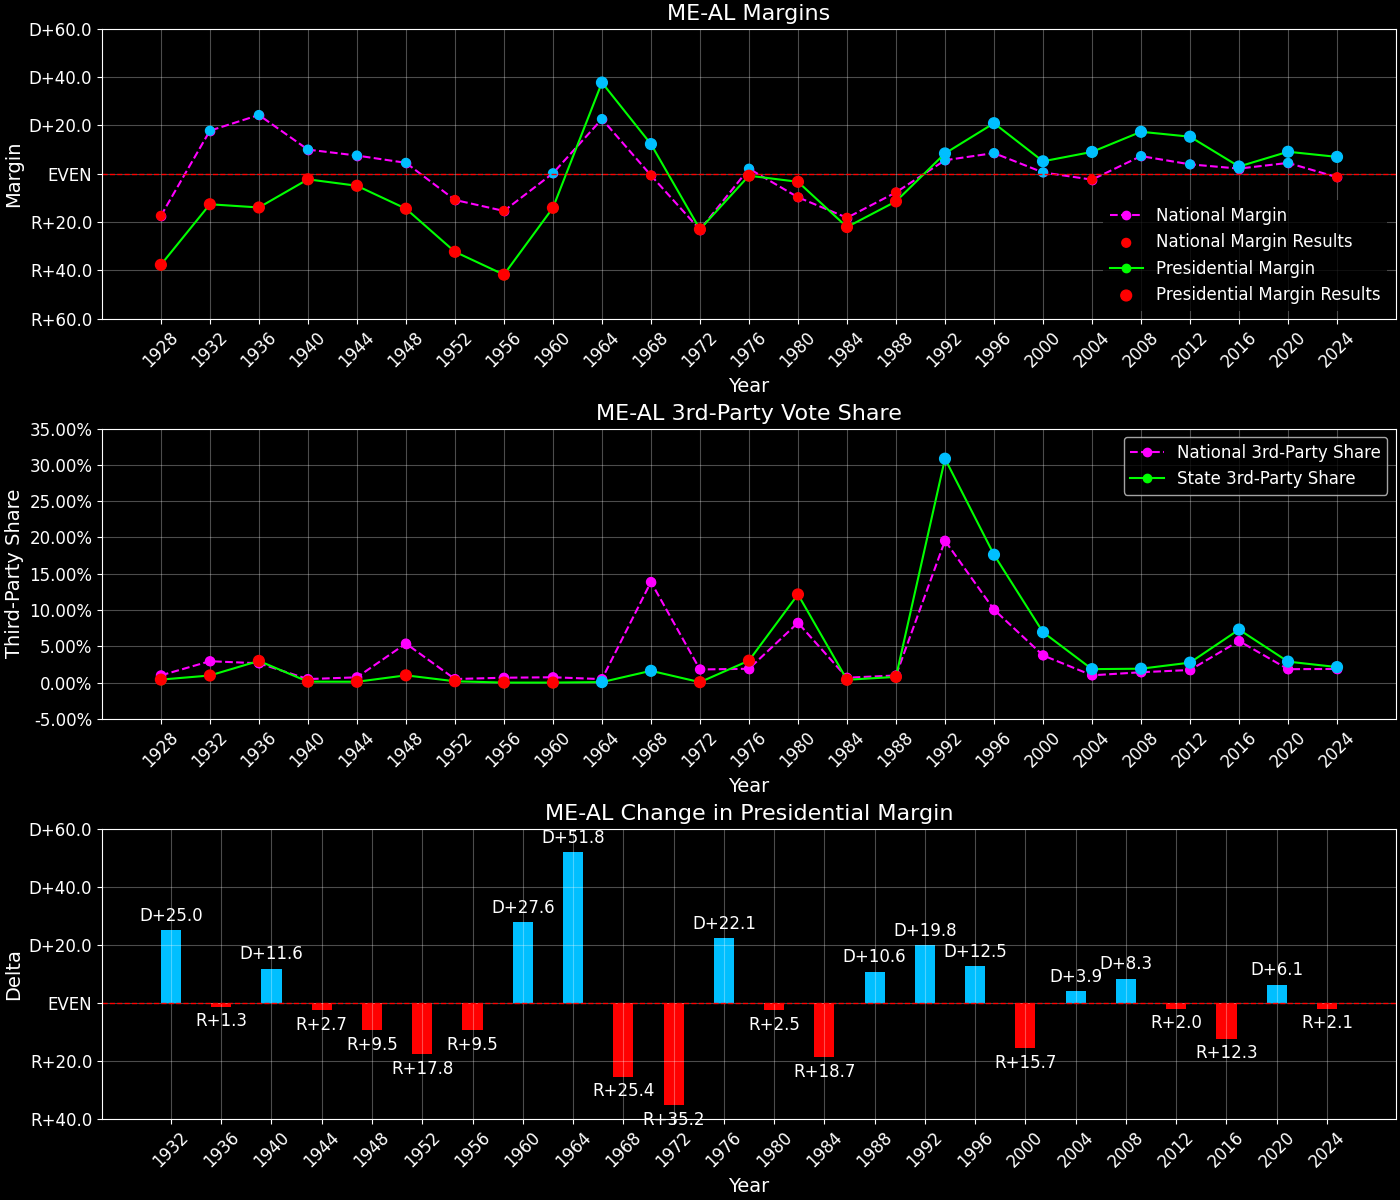 ME-AL Margins
D+60.0
D+40.0
D+20.0
EVEN
R+20.0
R+40.0
R+60.0
Margin
National Margin
National Margin Results
Presidential Margin
Presidential Margin Results
1928 1932 1936 1940 1944 1948 1952 1956 1960 1964 1968 1972 1976 1980 1984 1988 1992 1996 2000 2004 2008 2012 2016 2020 2024
Year
ME-AL 3rd-Party Vote Share
35.00%
30.00%
25.00%
20.00%
15.00%
10.00%
5.00%
0.00%
-5.00%
Third-Party Share
National 3rd-Party Share
State 3rd-Party Share
1928 1932 1936 1940 1944 1948 1952 1956 1960 1964 1968 1972 1976 1980 1984 1988 1992 1996 2000 2004 2008 2012 2016 2020 2024
Year
ME-AL Change in Presidential Margin
D+60.0
D+40.0
D+20.0
EVEN
R+20.0
R+40.0
Delta
D+25.0
R+1.3
D+11.6
R+2.7
R+9.5
R+17.8
R+9.5
D+27.6
D+51.8
R+25.4
R+35.2
D+22.1
R+2.5
R+18.7
D+10.6
D+19.8
D+12.5
R+15.7
D+3.9
D+8.3
R+2.0
R+12.3
D+6.1
R+2.1
1932 1936 1940 1944 1948 1952 1956 1960 1964 1968 1972 1976 1980 1984 1988 1992 1996 2000 2004 2008 2012 2016 2020 2024
Year